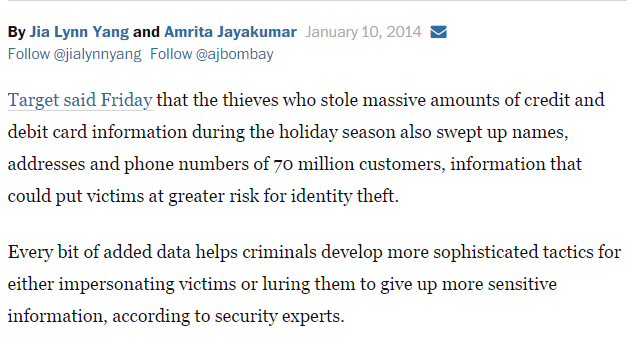 By Jia Lynn Yang and Amrita Jayakumar January 10, 2014
Follow @jialynnyang Follow @ajbombay
Target said Friday that the thieves who stole massive amounts of credit and
debit card information during the holiday season also swept up names,
addresses and phone numbers of 70 million customers, information that
could put victims at greater risk for identity theft.
Every bit of added data helps criminals develop more sophisticated tactics for
either impersonating victims or luring them to give up more sensitive
information, according to security experts.